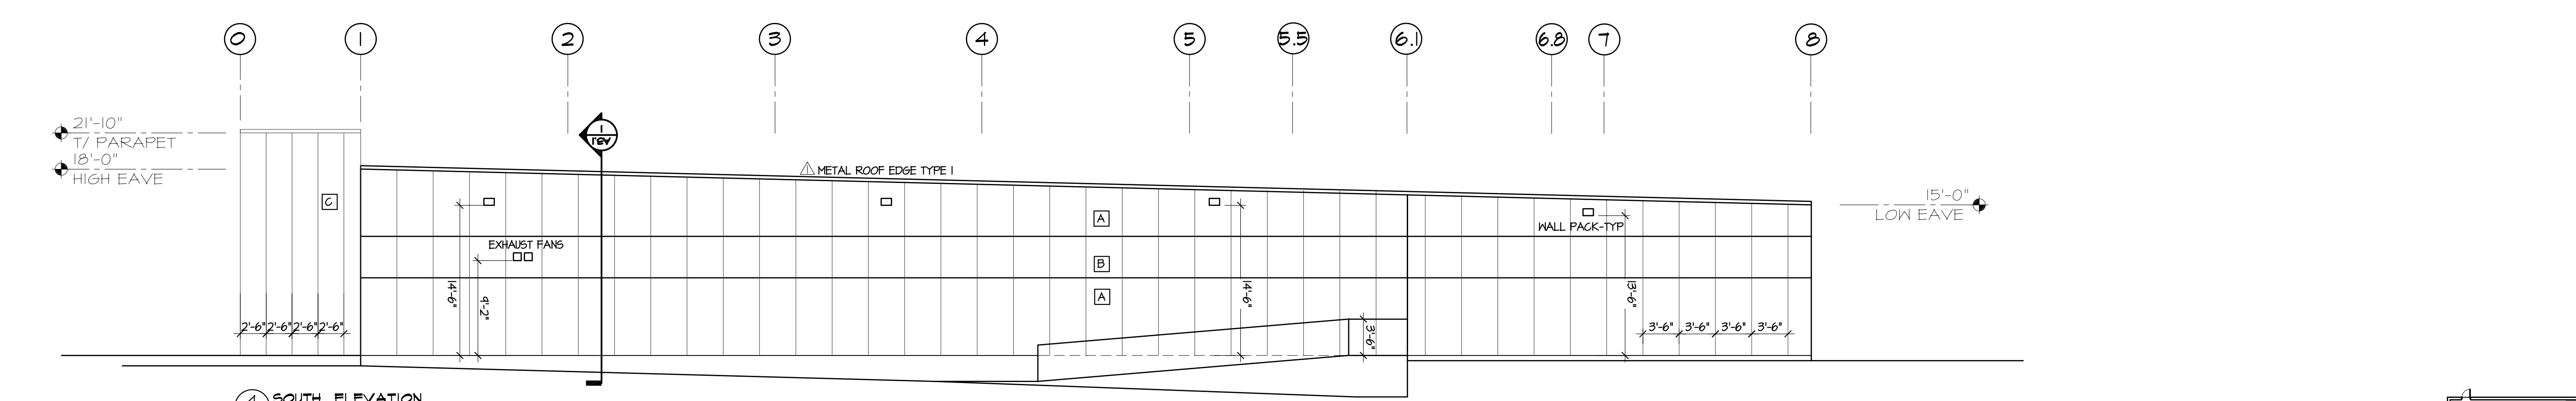 0 1 2 3 4 5 5.5 6.1 6.8 7 8
21'-10"
T/ PARAPET
18'-0"
HIGH EAVE
1
A3.1
1 METAL ROOF EDGE TYPE 1
15'-0"
LOW EAVE
C
A
WALL PACK-TYP
EXHAUST FANS
B
A
14'-6"
9'-2"
14'-6"
13'-6"
2'-6" 2'-6" 2'-6" 2'-6"
3'-6"
3'-6" 3'-6" 3'-6" 3'-6"
SOUTH ELEVATION